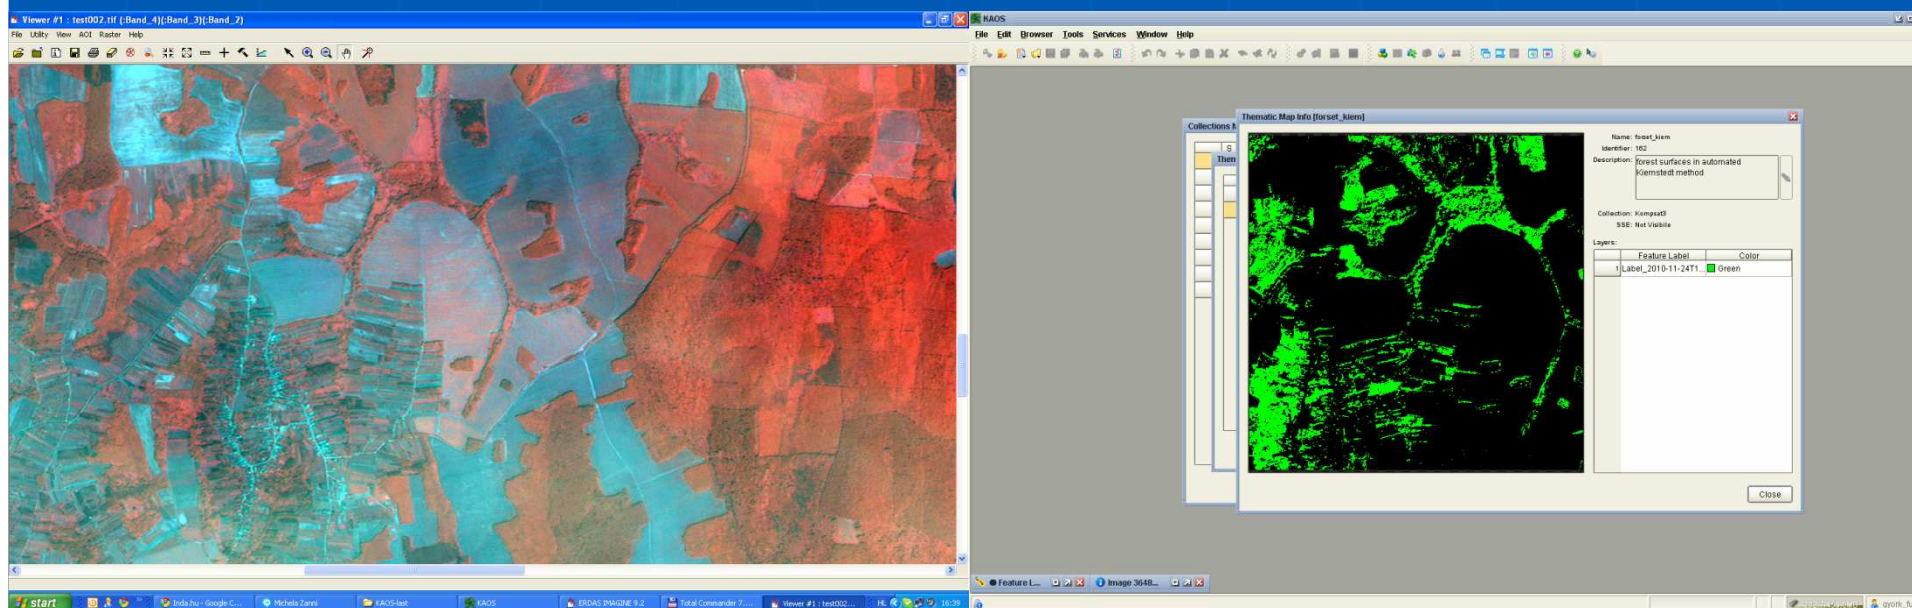 Viewer #1 : test002.tif (:Band_4)(:Band_3)(:Band_2)
File Utility View AOI Raster Help
start
Inda.hu - Google C...
Michela Zanni
KAOS-last
KAOS
ERDAS IMAGINE 9.2
Total Commander 7....
Viewer #1 : test002...
HL
16:39
KAOS
File Edit Browser Tools Services Window Help
Collections M
S
Them
Thematic Map Info [forset_kiem]
Name: forset_kiem
Identifier: 162
Description: forest surfaces in automated
Kiemstedt method
Collection: Kompsat3
SSE: Not Visibile
Layers:
Feature Label Color
1 Label_2010-11-24T1... Green
Close
Feature L...
Image 3648...